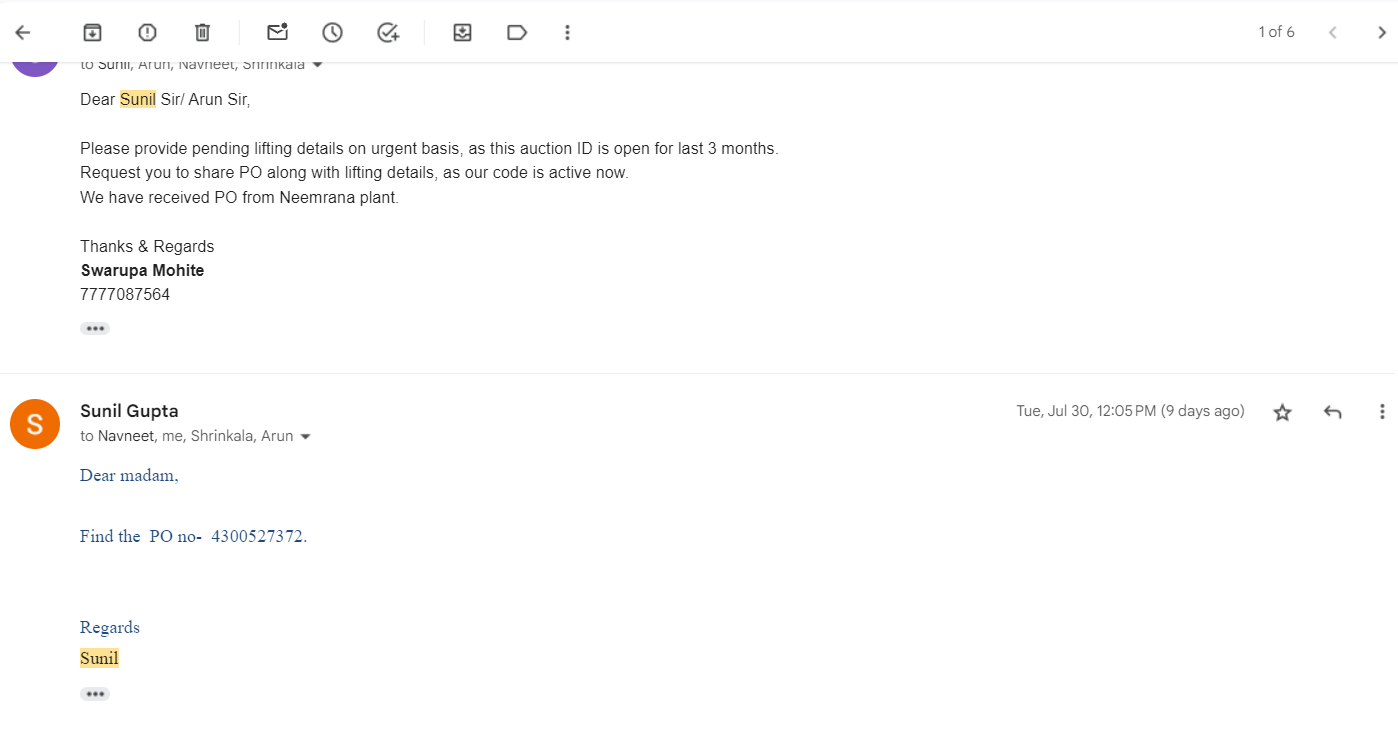 1 of 6
to Sunil, Arun, Navneet, Shrinkala
Dear Sunil Sir/ Arun Sir,
Please provide pending lifting details on urgent basis, as this auction ID is open for last 3 months.
Request you to share PO along with lifting details, as our code is active now.
We have received PO from Neemrana plant.
Thanks & Regards
Swarupa Mohite
7777087564
S
Sunil Gupta
Tue, Jul 30, 12:05 PM (9 days ago)
to Navneet, me, Shrinkala, Arun
Dear madam,
Find the  PO no-  4300527372.
Regards
Sunil